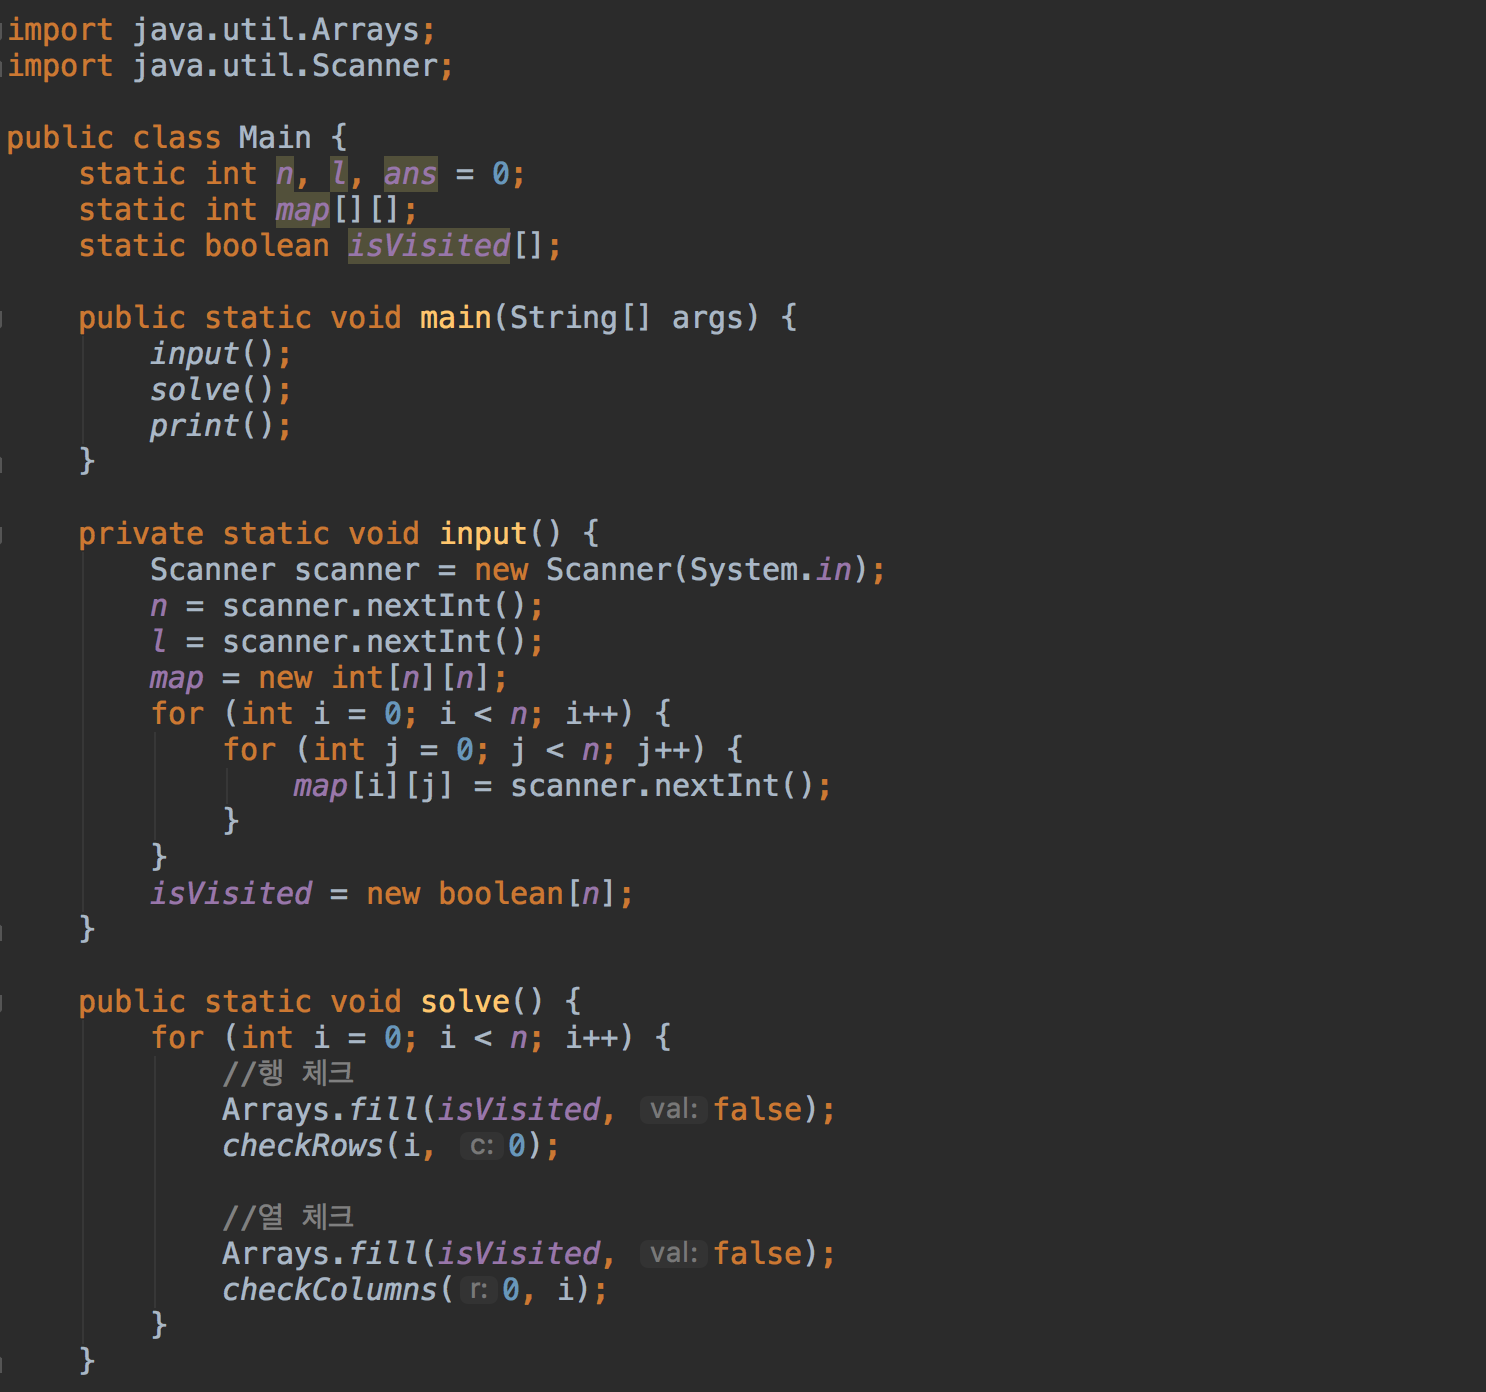 import java.util.Arrays;
import java.util.Scanner;

public class Main {
    static int n, l, ans = 0;
    static int map[][];
    static boolean isVisited[];

    public static void main(String[] args) {
        input();
        solve();
        print();
    }

    private static void input() {
        Scanner scanner = new Scanner(System.in);
        n = scanner.nextInt();
        l = scanner.nextInt();
        map = new int[n][n];
        for (int i = 0; i < n; i++) {
            for (int j = 0; j < n; j++) {
                map[i][j] = scanner.nextInt();
            }
        }
        isVisited = new boolean[n];
    }

    public static void solve() {
        for (int i = 0; i < n; i++) {
            //행 체크
            Arrays.fill(isVisited, val: false);
            checkRows(i, c: 0);

            //열 체크
            Arrays.fill(isVisited, val: false);
            checkColumns( r: 0, i);
        }
    }